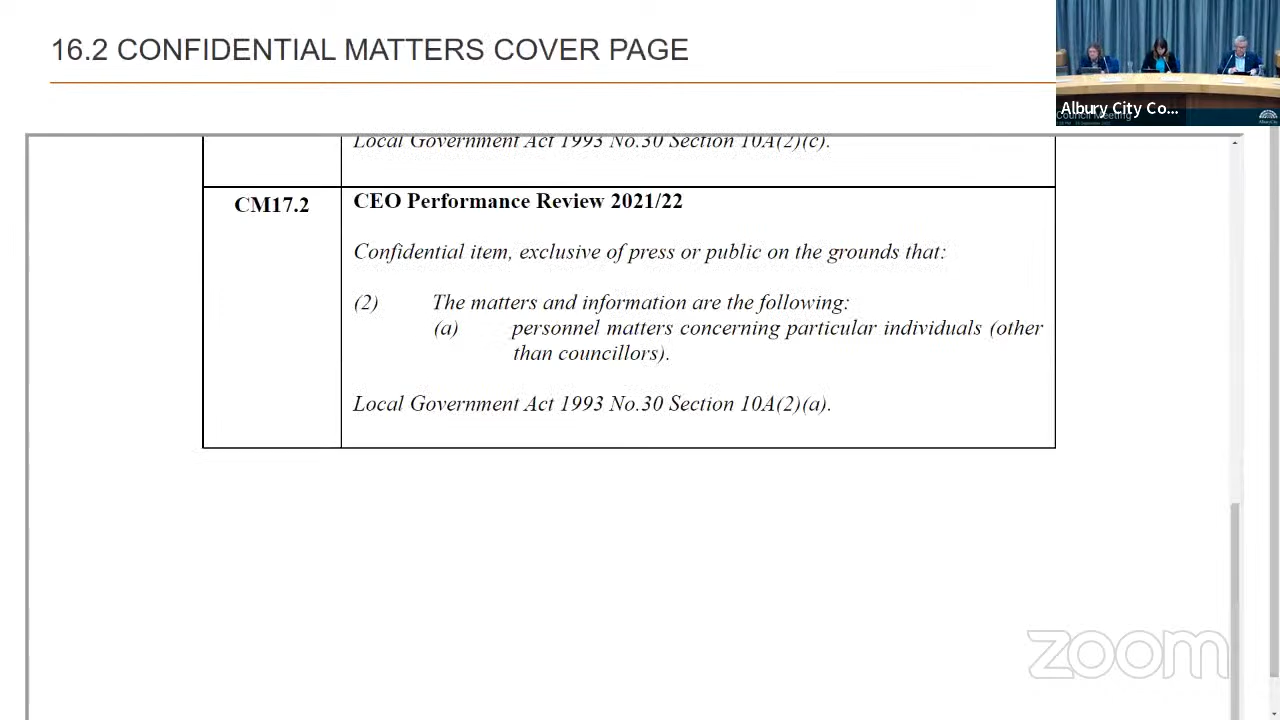 16.2 CONFIDENTIAL MATTERS COVER PAGE
Albury City Co...
Council Meeting
Local Government Act 1993 No.30 Section 10A(2)(c).
CM17.2
CEO Performance Review 2021/22
Confidential item, exclusive of press or public on the grounds that:
(2) The matters and information are the following:
(a) personnel matters concerning particular individuals (other
than councillors).
Local Government Act 1993 No.30 Section 10A(2)(a).
zoom